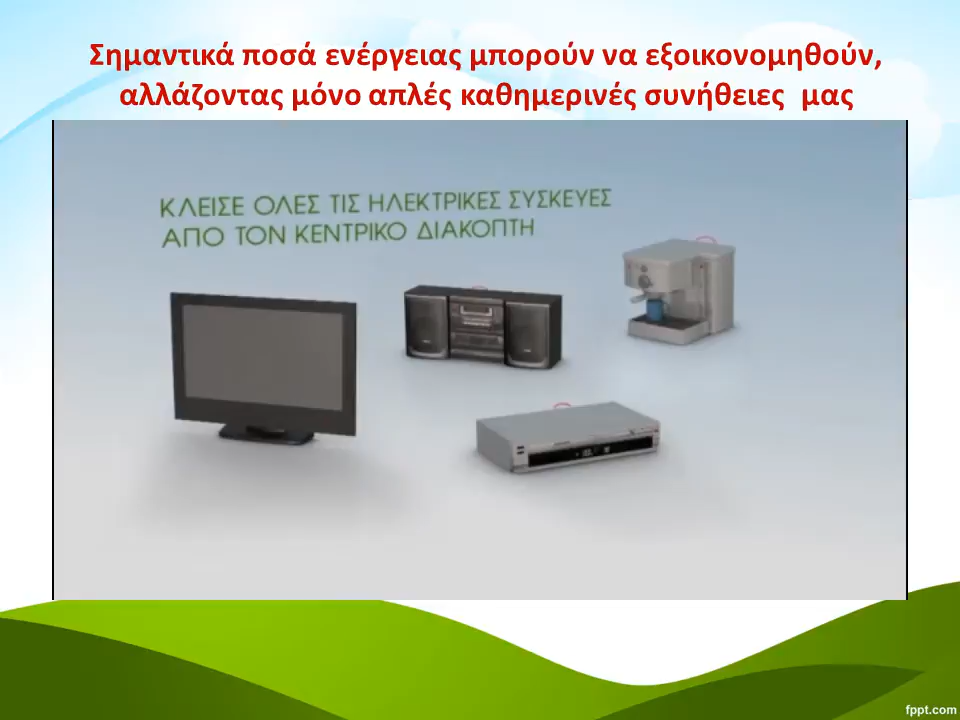 Σημαντικά ποσά ενέργειας μπορούν να εξοικονομηθούν,
αλλάζοντας μόνο απλές καθημερινές συνήθειες μας
ΚΛΕΙΣΕ ΟΛΕΣ ΤΙΣ ΗΛΕΚΤΡΙΚΕΣ ΣΥΣΚΕΥΕΣ
ΑΠΟ ΤΟΝ ΚΕΝΤΡΙΚΟ ΔΙΑΚΟΠΤΗ
fppt.com